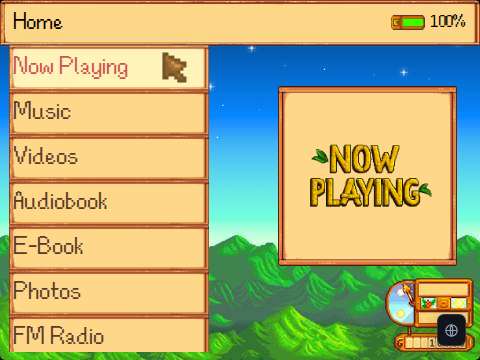 Home
100%
Now Playing
Music
Videos
Audiobook
E-Book
Photos
FM Radio
NOW
PLAYING